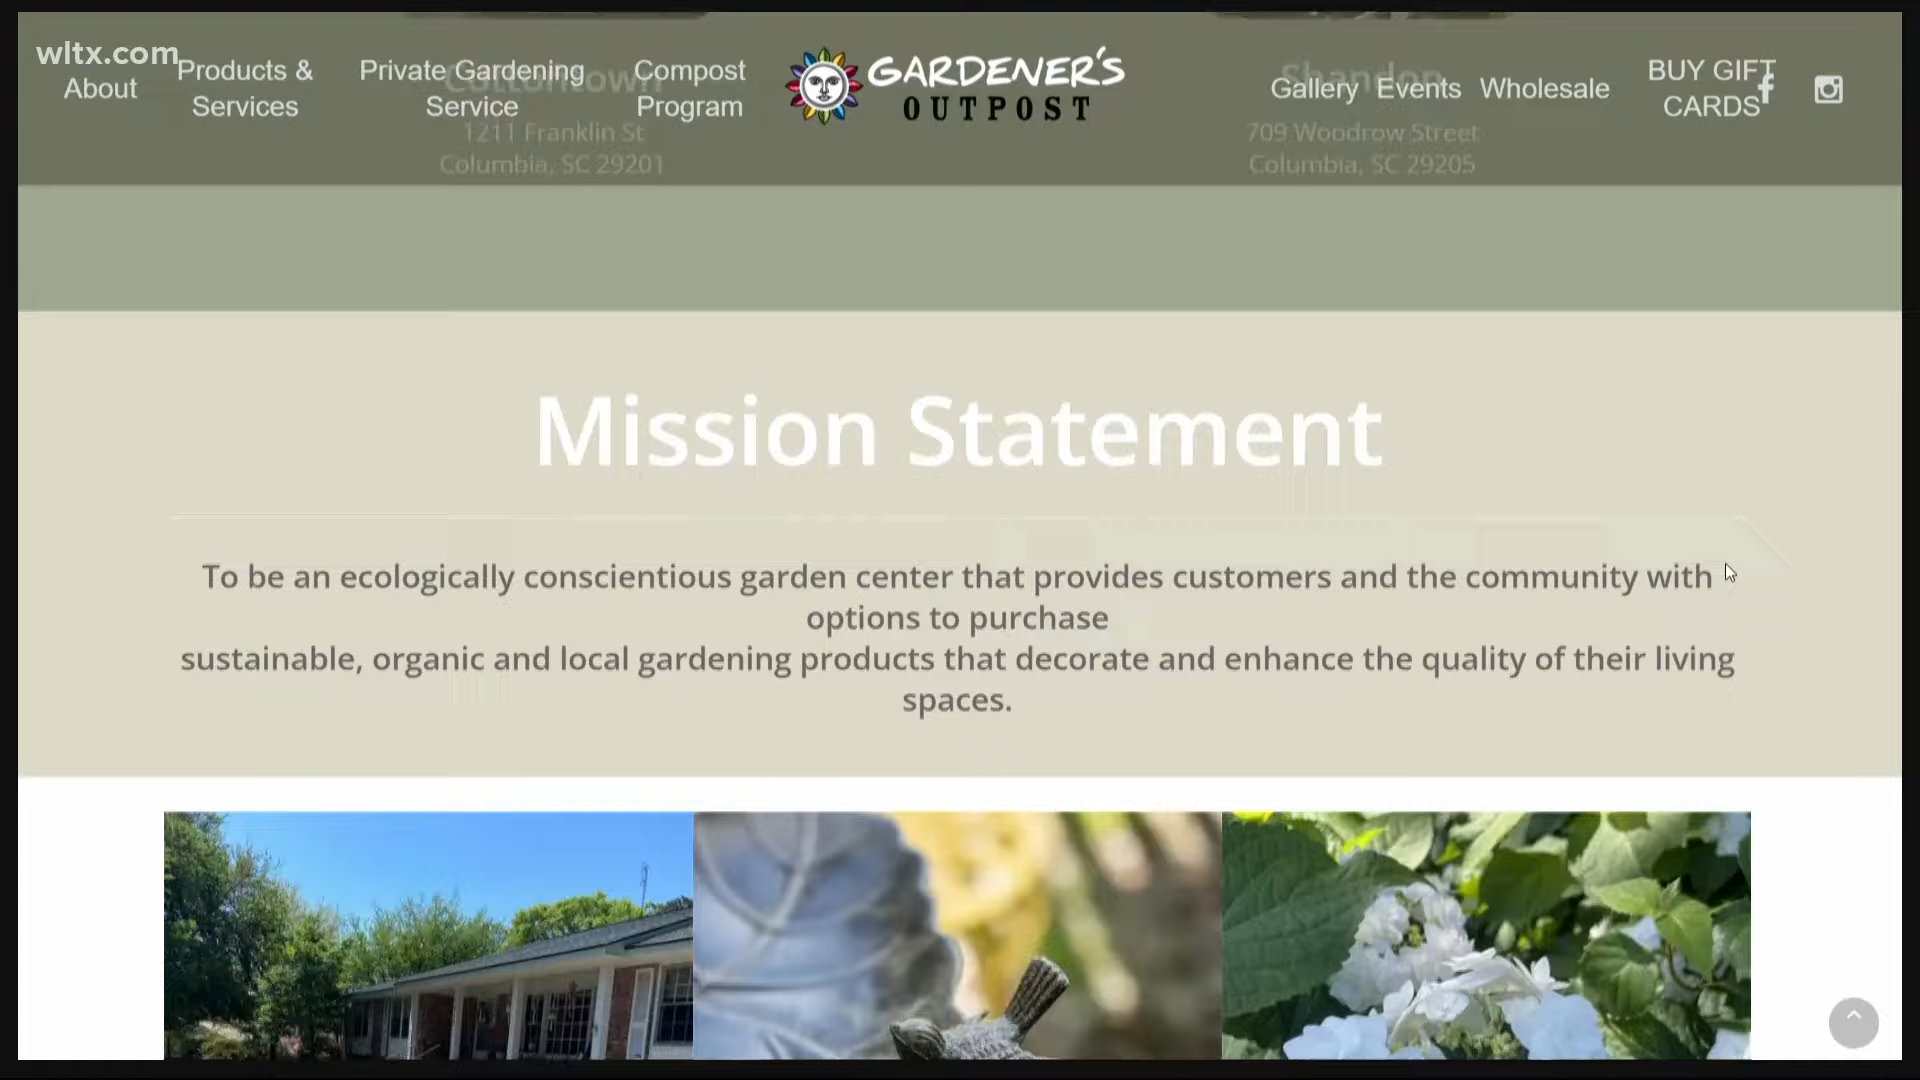 wltx.com
About
Products &
Services
Private Gardening
Service
Compost
Program
GARDENER'S
OUTPOST
Gallery
Events
Wholesale
BUY GIFT
CARDS
Cottontown
1211 Franklin St
Columbia, SC 29201
Shandon
709 Woodrow Street
Columbia, SC 29205
Mission Statement
To be an ecologically conscientious garden center that provides customers and the community with
options to purchase
sustainable, organic and local gardening products that decorate and enhance the quality of their living
spaces.